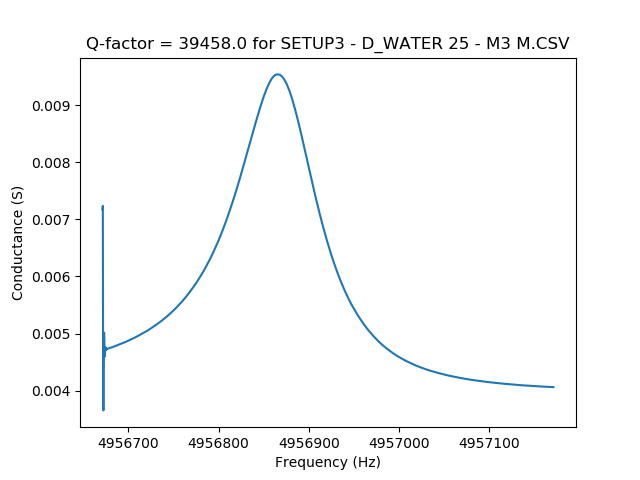 Q-factor = 39458.0 for SETUP3 - D_WATER 25 - M3 M.CSV
Conductance (S)
0.009
0.008
0.007
0.006
0.005
0.004
4956700 4956800 4956900 4957000 4957100
Frequency (Hz)